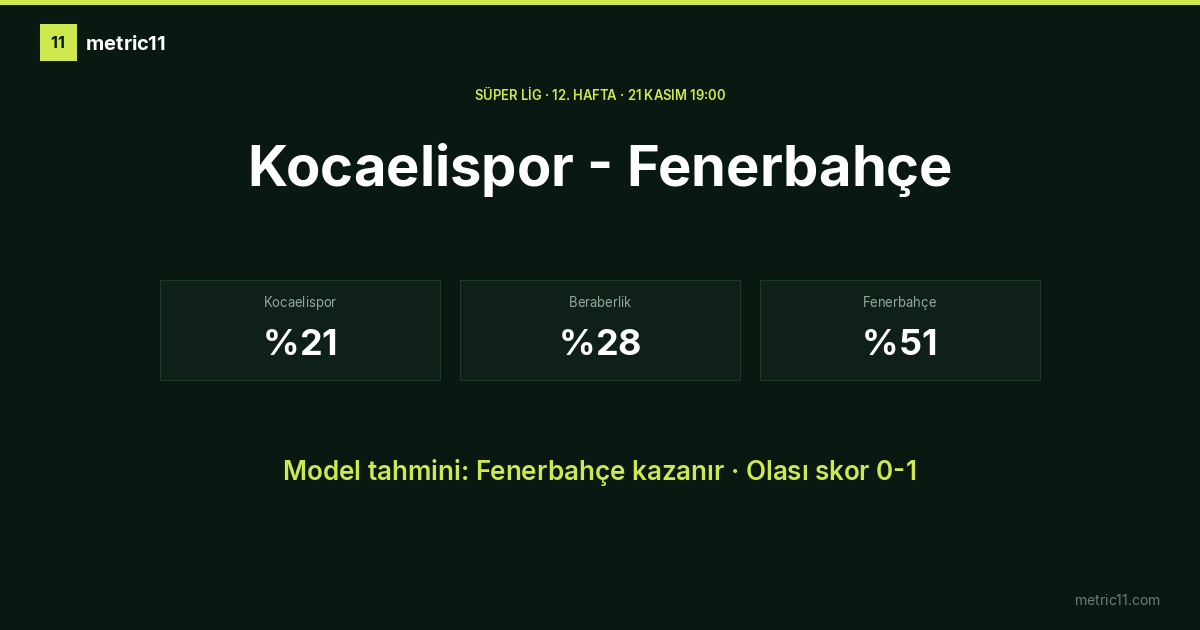 11 metric11
SÜPER LİG · 12. HAFTA · 21 KASIM 19:00
Kocaelispor - Fenerbahçe
Kocaelispor
%21
Beraberlik
%28
Fenerbahçe
%51
Model tahmini: Fenerbahçe kazanır · Olası skor 0-1
metric11.com